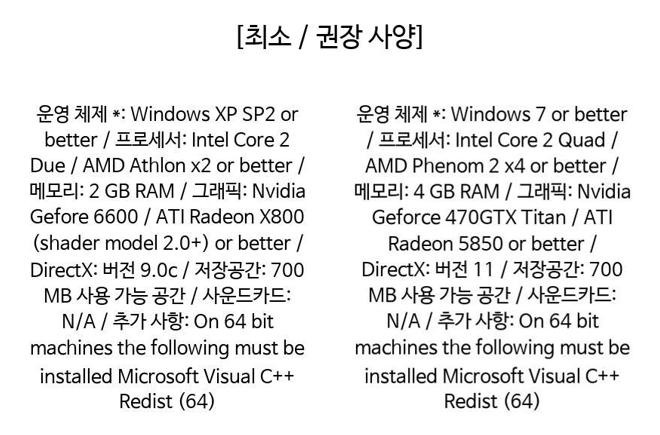 [최소 / 권장 사양]
운영 체제 *: Windows XP SP2 or
better / 프로세서: Intel Core 2
Due / AMD Athlon x2 or better /
메모리: 2 GB RAM / 그래픽: Nvidia
Gefore 6600 / ATI Radeon X800
(shader model 2.0+) or better /
DirectX: 버전 9.0c / 저장공간: 700
MB 사용 가능 공간 / 사운드카드:
N/A / 추가 사항: On 64 bit
machines the following must be
installed Microsoft Visual C++
Redist (64)
운영 체제 *: Windows 7 or better
/ 프로세서: Intel Core 2 Quad /
AMD Phenom 2 x4 or better /
메모리: 4 GB RAM / 그래픽: Nvidia
Geforce 470GTX Titan / ATI
Radeon 5850 or better /
DirectX: 버전 11 / 저장공간: 700
MB 사용 가능 공간 / 사운드카드:
N/A / 추가 사항: On 64 bit
machines the following must be
installed Microsoft Visual C++
Redist (64)